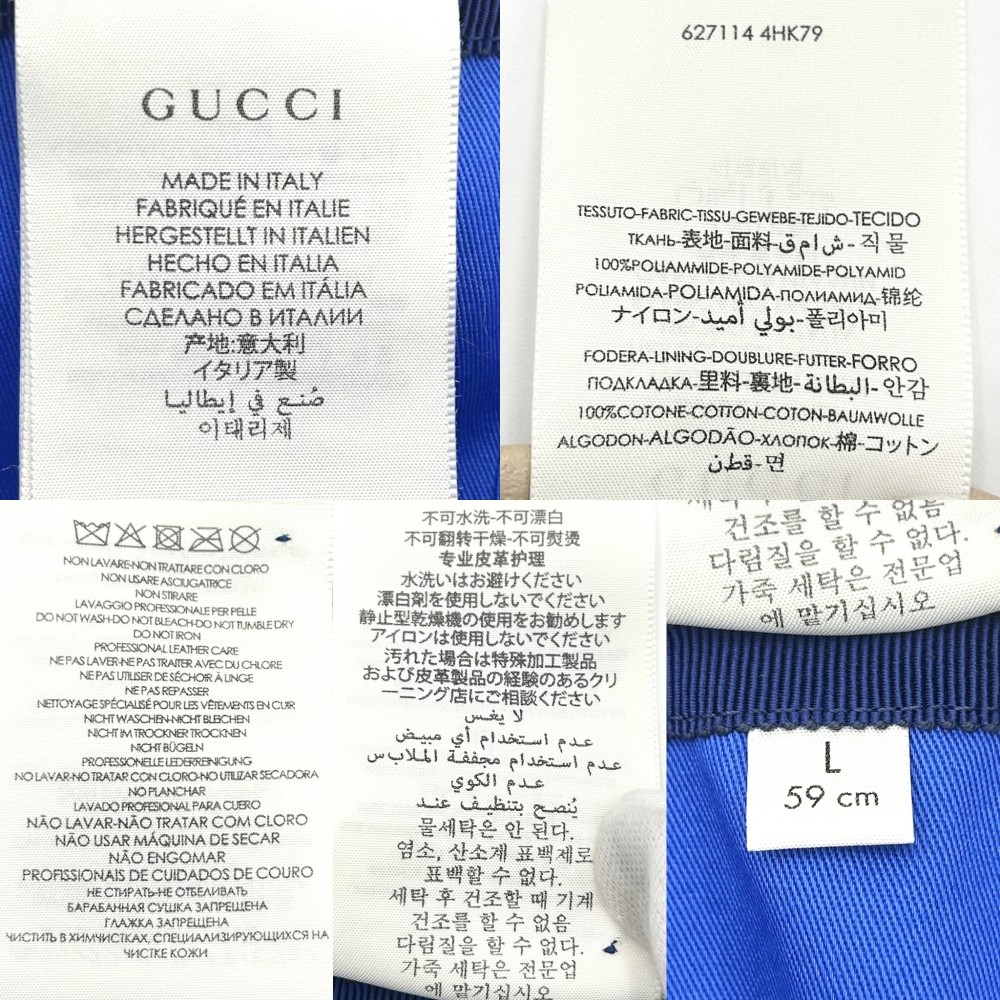 GUCCI
MADE IN ITALY
FABRIQUÉ EN ITALIE
HERGESTELLT IN ITALIEN
HECHO EN ITALIA
FABRICADO EM ITÁLIA
СДЕЛАНО В ИТАЛИИ
产地:意大利
イタリア製
صُنع في إيطاليا
이태리제
627114 4HK79
TESSUTO-FABRIC-TISSU-GEWEBE-TEJIDO-TECIDO
ТКАНЬ-表地-面料-قماش-직물
100%POLIAMMIDE-POLYAMIDE-POLYAMID
POLIAMIDA-POLIAMIDA-ПОЛИАМИД-锦纶
ナイロン-بولي أميد-폴리아미
FODERA-LINING-DOUBLURE-FUTTER-FORRO
ПОДКЛАДКА-里料-裏地-البطانة-안감
100%COTONE-COTTON-COTON-BAUMWOLLE
ALGODON-ALGODÃO-ХЛОПОК-棉-コットン
قطن-면
NON LAVARE-NON TRATTARE CON CLORO
NON USARE ASCIUGATRICE
NON STIRARE
LAVAGGIO PROFESSIONALE PER PELLE
DO NOT WASH-DO NOT BLEACH-DO NOT TUMBLE DRY
DO NOT IRON
PROFESSIONAL LEATHER CARE
NE PAS LAVER-NE PAS TRAITER AVEC DU CHLORE
NE PAS UTILISER DE SÉCHOIR À LINGE
NE PAS REPASSER
NETTOYAGE SPÉCIALISÉ POUR LES VÊTEMENTS EN CUIR
NICHT WASCHEN-NICHT BLEICHEN
NICHT IM TROCKNER TROCKNEN
NICHT BÜGELN
PROFESSIONELLE LEDERREINIGUNG
NO LAVAR-NO TRATAR CON CLORO-NO UTILIZAR SECADORA
NO PLANCHAR
LAVADO PROFESIONAL PARA CUERO
NÃO LAVAR-NÃO TRATAR COM CLORO
NÃO USAR MÁQUINA DE SECAR
NÃO ENGOMAR
PROFISSIONAIS DE CUIDADOS DE COURO
НЕ СТИРАТЬ-НЕ ОТБЕЛИВАТЬ
БАРАБАННАЯ СУШКА ЗАПРЕЩЕНА
ГЛАЖКА ЗАПРЕЩЕНА
ЧИСТИТЬ В ХИМЧИСТКАХ, СПЕЦИАЛИЗИРУЮЩИХСЯ НА
ЧИСТКЕ КОЖИ
不可水洗-不可漂白
不可翻转干燥-不可熨烫
专业皮革护理
水洗いはお避けください
漂白剤を使用しないでください
静止型乾燥機の使用をお勧めします
アイロンは使用しないでください
汚れた場合は特殊加工製品
および皮革製品の経験のあるクリ
ーニング店にご相談ください
لا يغسل
عدم استخدام أي مبيض
عدم استخدام مجففة الملابس
عدم الكوي
يُنصح بتنظيف عند
물세탁은 안 된다.
염소, 산소계 표백제로
표백할 수 없다.
세탁 후 건조할 때 기계
건조를 할 수 없음
다림질을 할 수 없다.
가죽 세탁은 전문업
에 맡기십시오
건조를 할 수 없음
다림질을 할 수 없다.
가죽 세탁은 전문업
에 맡기십시오
L
59 cm